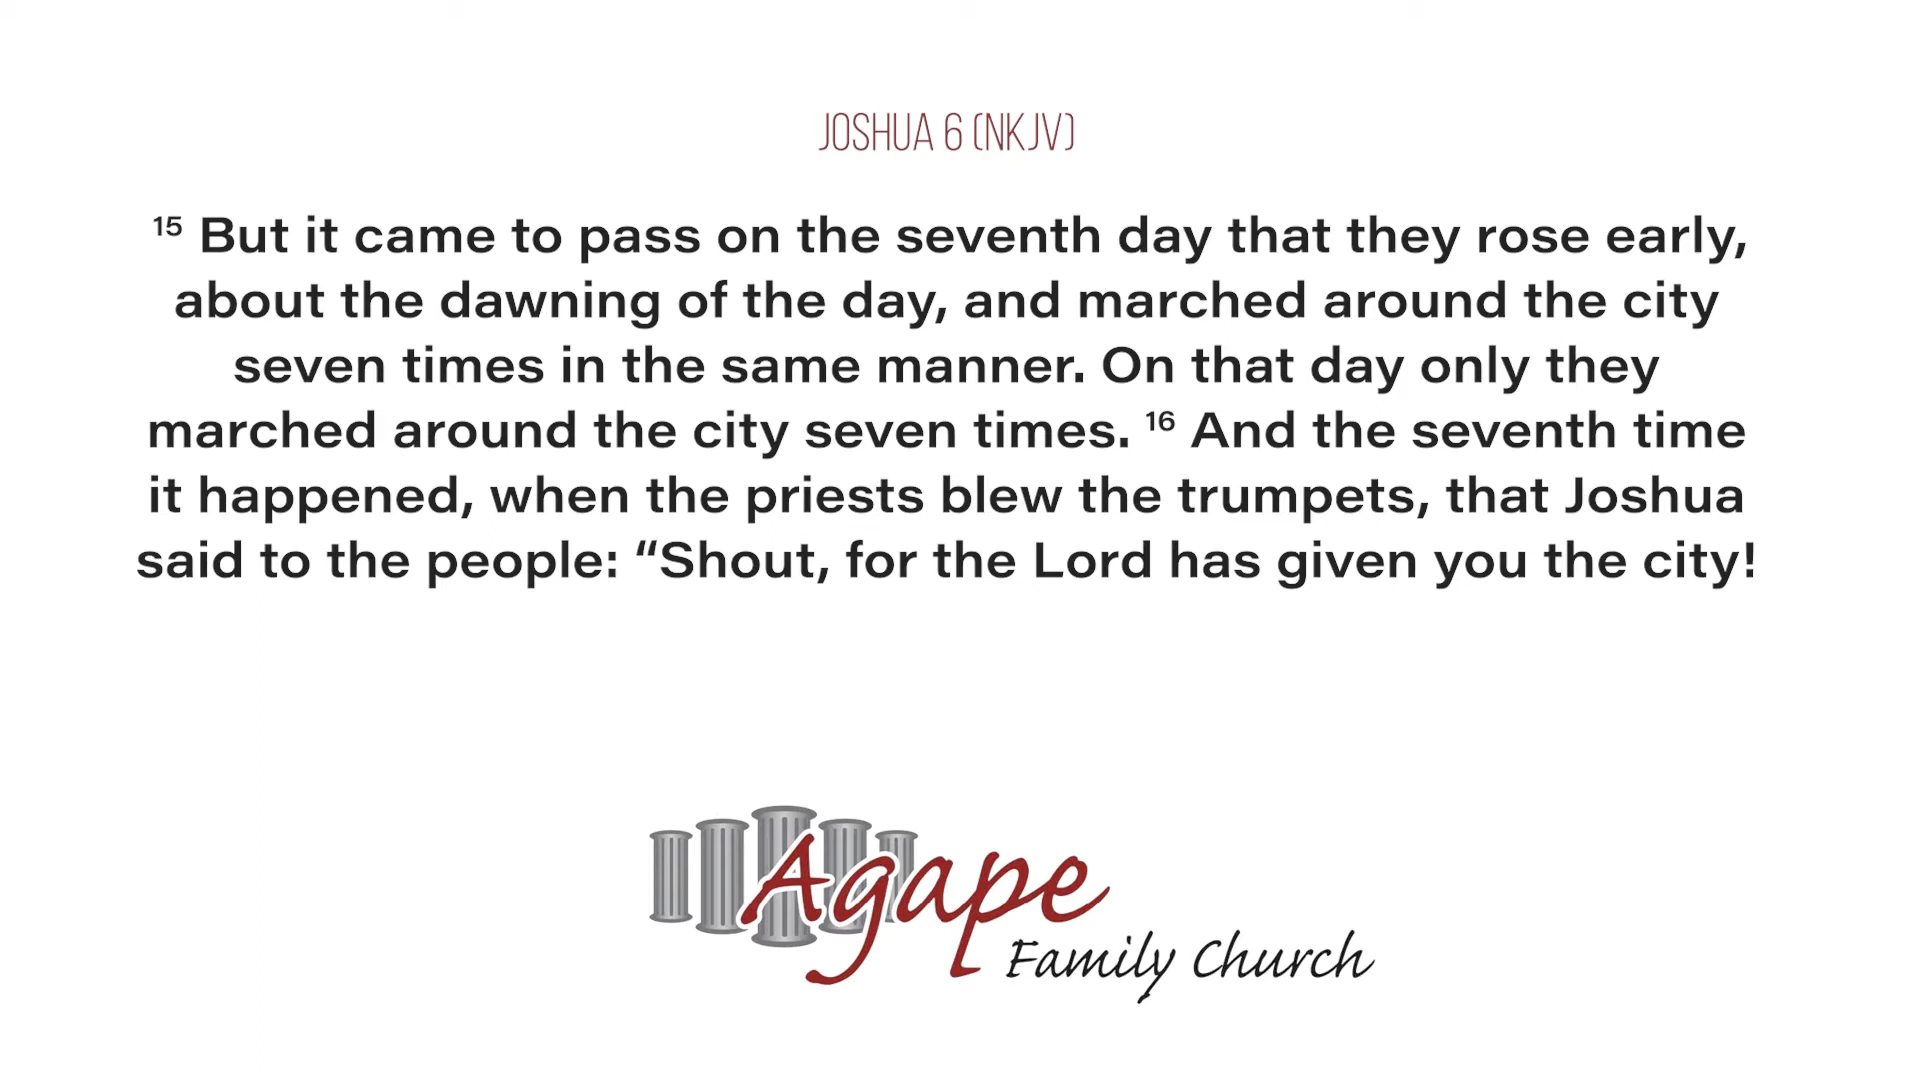 JOSHUA 6 (NKJV)
15 But it came to pass on the seventh day that they rose early,
about the dawning of the day, and marched around the city
seven times in the same manner. On that day only they
marched around the city seven times. 16 And the seventh time
it happened, when the priests blew the trumpets, that Joshua
said to the people: “Shout, for the Lord has given you the city!
Agape
Family Church